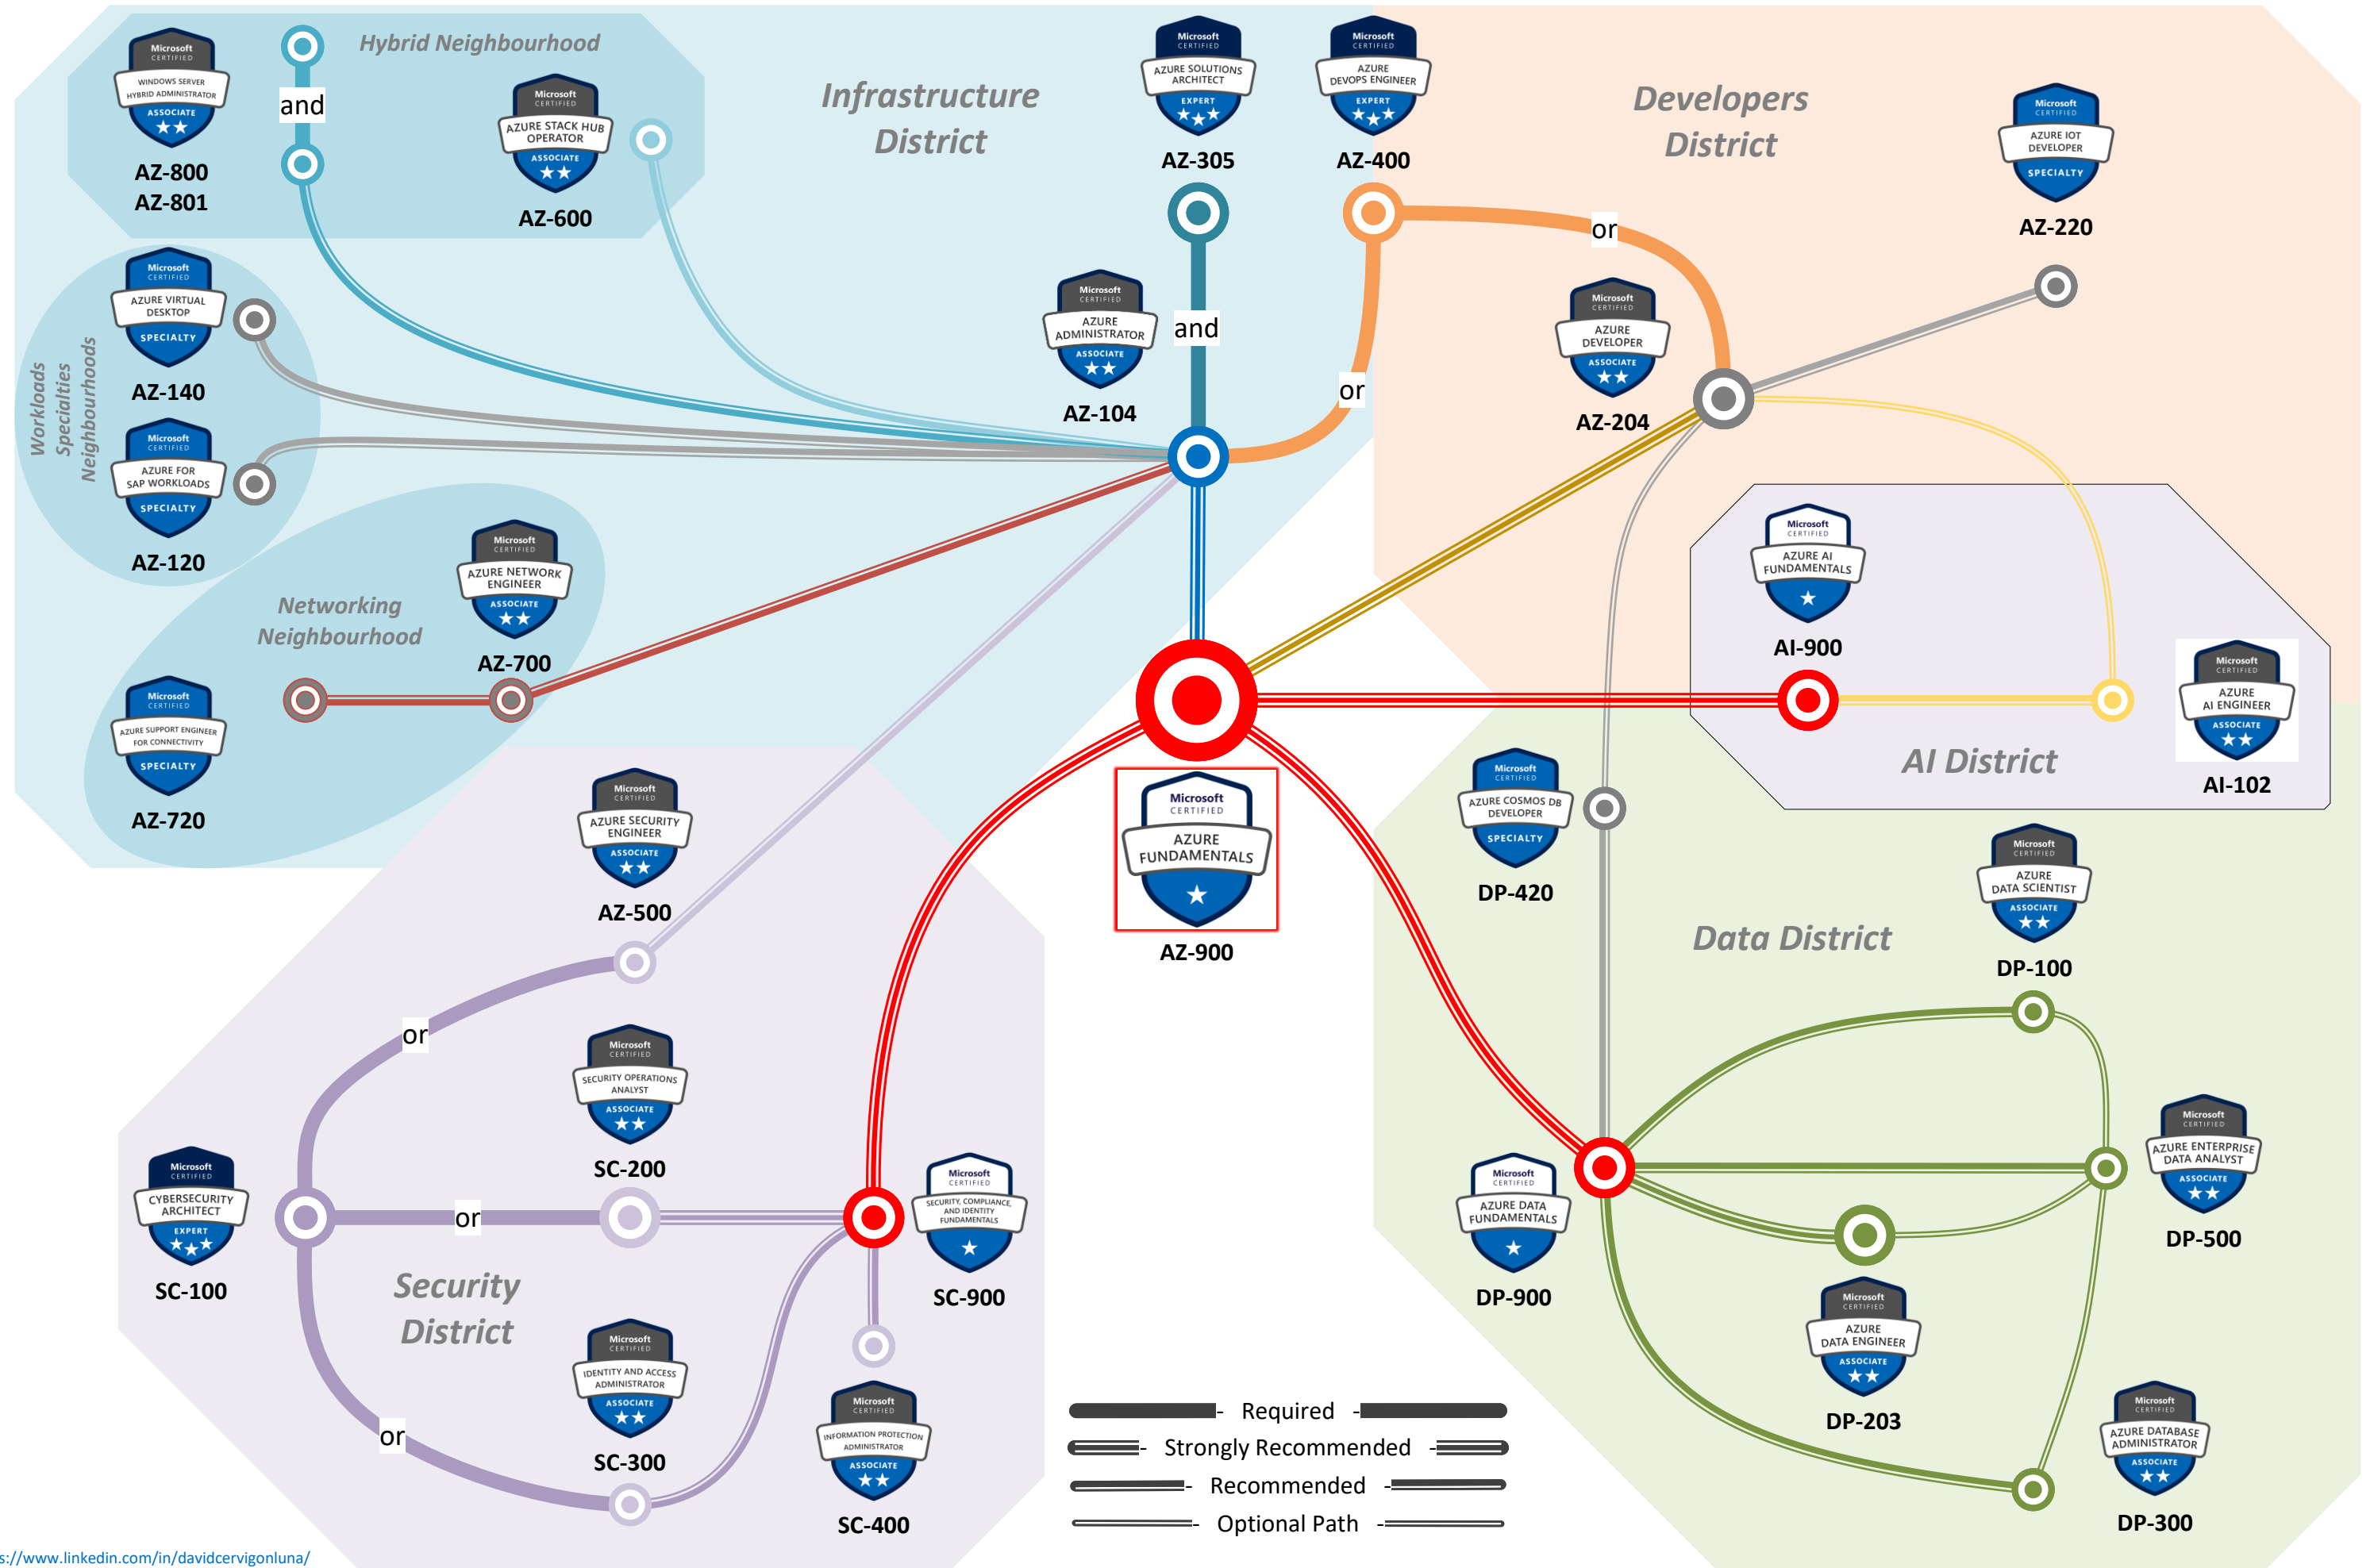 Hybrid Neighbourhood
Microsoft
CERTIFIED
WINDOWS SERVER
HYBRID ADMINISTRATOR
ASSOCIATE
AZ-800
AZ-801
and
Microsoft
CERTIFIED
AZURE STACK HUB
OPERATOR
ASSOCIATE
AZ-600
Infrastructure
District
Microsoft
CERTIFIED
AZURE SOLUTIONS
ARCHITECT
EXPERT
AZ-305
Microsoft
CERTIFIED
AZURE
DEVOPS ENGINEER
EXPERT
AZ-400
Developers
District
Microsoft
CERTIFIED
AZURE IOT
DEVELOPER
SPECIALTY
AZ-220
or
Workloads
Specialties
Neighbourhoods
Microsoft
CERTIFIED
AZURE VIRTUAL
DESKTOP
SPECIALTY
AZ-140
Microsoft
CERTIFIED
AZURE
ADMINISTRATOR
ASSOCIATE
AZ-104
and
or
Microsoft
CERTIFIED
AZURE
DEVELOPER
ASSOCIATE
AZ-204
Microsoft
CERTIFIED
AZURE FOR
SAP WORKLOADS
SPECIALTY
AZ-120
Networking
Neighbourhood
Microsoft
CERTIFIED
AZURE NETWORK
ENGINEER
ASSOCIATE
AZ-700
Microsoft
CERTIFIED
AZURE SUPPORT ENGINEER
FOR CONNECTIVITY
SPECIALTY
AZ-720
Microsoft
CERTIFIED
AZURE AI
FUNDAMENTALS
AI-900
Microsoft
CERTIFIED
AZURE
AI ENGINEER
ASSOCIATE
AI-102
AI District
Microsoft
CERTIFIED
AZURE SECURITY
ENGINEER
ASSOCIATE
AZ-500
Microsoft
CERTIFIED
AZURE
FUNDAMENTALS
AZ-900
Microsoft
CERTIFIED
AZURE COSMOS DB
DEVELOPER
SPECIALTY
DP-420
Data District
Microsoft
CERTIFIED
AZURE
DATA SCIENTIST
ASSOCIATE
DP-100
or
Microsoft
CERTIFIED
SECURITY OPERATIONS
ANALYST
ASSOCIATE
SC-200
Microsoft
CERTIFIED
CYBERSECURITY
ARCHITECT
EXPERT
SC-100
or
Microsoft
CERTIFIED
SECURITY, COMPLIANCE,
AND IDENTITY
FUNDAMENTALS
SC-900
Security
District
Microsoft
CERTIFIED
IDENTITY AND ACCESS
ADMINISTRATOR
ASSOCIATE
SC-300
or
Microsoft
CERTIFIED
INFORMATION PROTECTION
ADMINISTRATOR
ASSOCIATE
SC-400
Microsoft
CERTIFIED
AZURE DATA
FUNDAMENTALS
DP-900
Microsoft
CERTIFIED
AZURE ENTERPRISE
DATA ANALYST
ASSOCIATE
DP-500
Microsoft
CERTIFIED
AZURE
DATA ENGINEER
ASSOCIATE
DP-203
Microsoft
CERTIFIED
AZURE DATABASE
ADMINISTRATOR
ASSOCIATE
DP-300
- Required -
- Strongly Recommended -
- Recommended -
- Optional Path -
s://www.linkedin.com/in/davidcervigonluna/